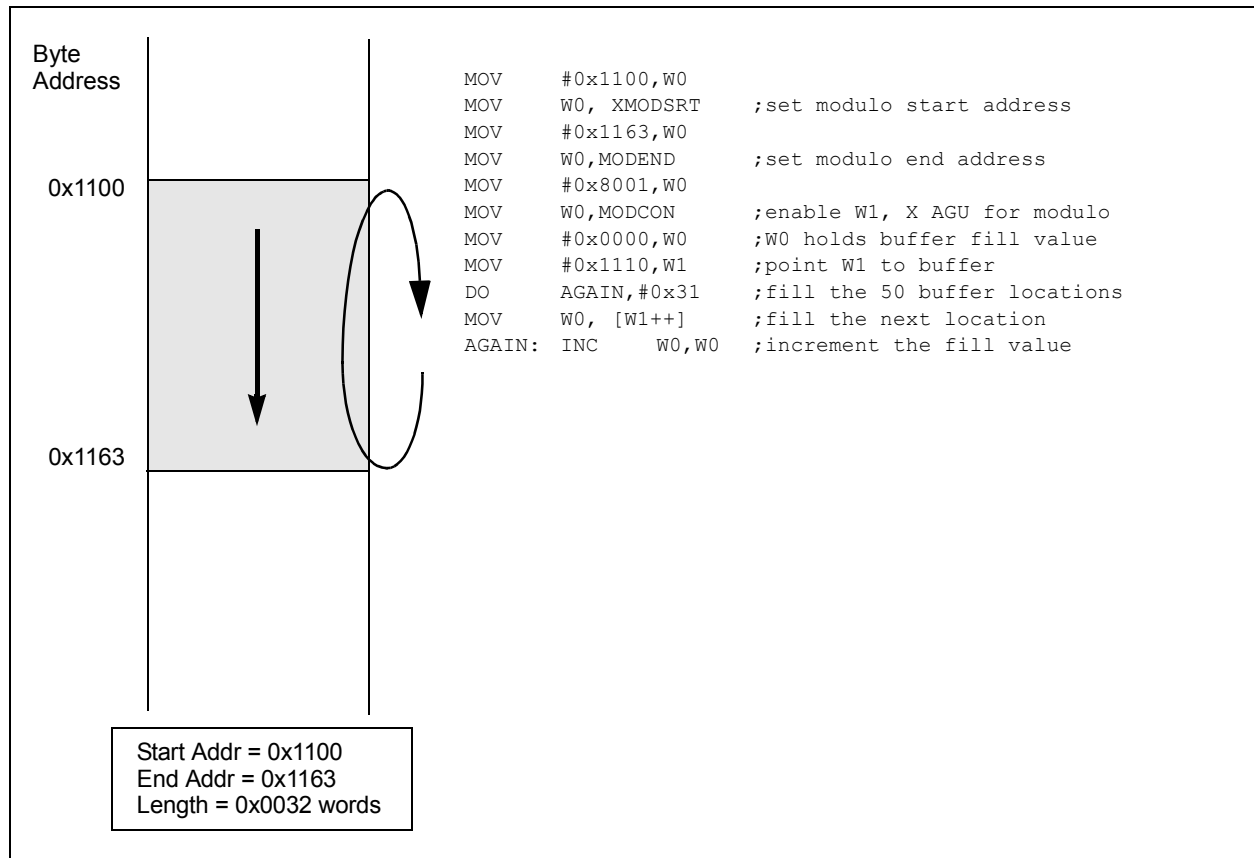 Byte
Address
0x1100
0x1163
MOV #0x1100,W0
MOV W0, XMODSRT ;set modulo start address
MOV #0x1163,W0
MOV W0,MODEND ;set modulo end address
MOV #0x8001,W0
MOV W0,MODCON ;enable W1, X AGU for modulo
MOV #0x0000,W0 ;W0 holds buffer fill value
MOV #0x1110,W1 ;point W1 to buffer
DO AGAIN,#0x31 ;fill the 50 buffer locations
MOV W0, [W1++] ;fill the next location
AGAIN: INC W0,W0 ;increment the fill value
Start Addr = 0x1100
End Addr = 0x1163
Length = 0x0032 words